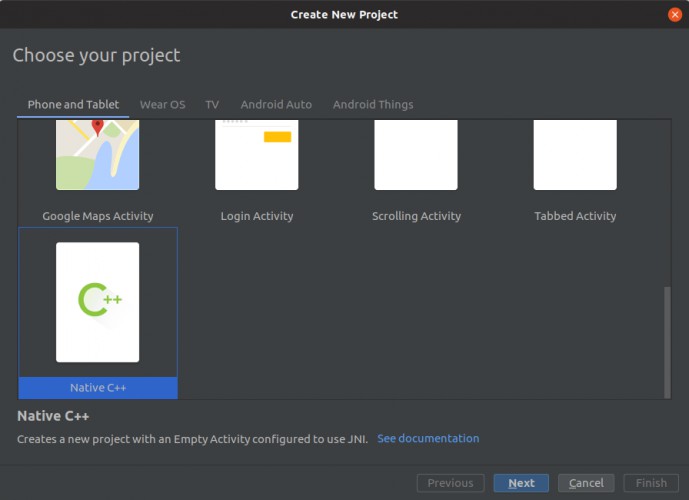 Create New Project
Choose your project
Phone and Tablet Wear OS TV Android Auto Android Things
Google Maps Activity Login Activity Scrolling Activity Tabbed Activity
C++
Native C++
Native C++
Creates a new project with an Empty Activity configured to use JNI. See documentation
Previous Next Cancel Finish